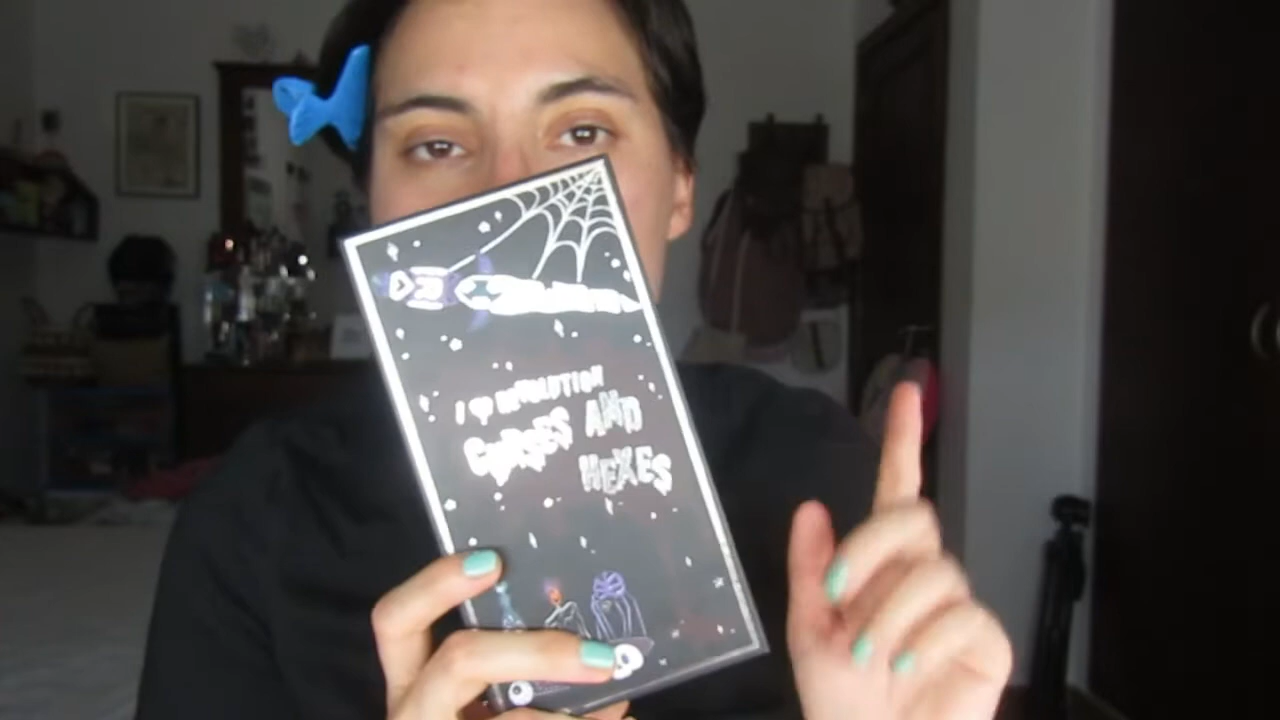 I ♥ REVOLUTION
CURSES AND
HEXES